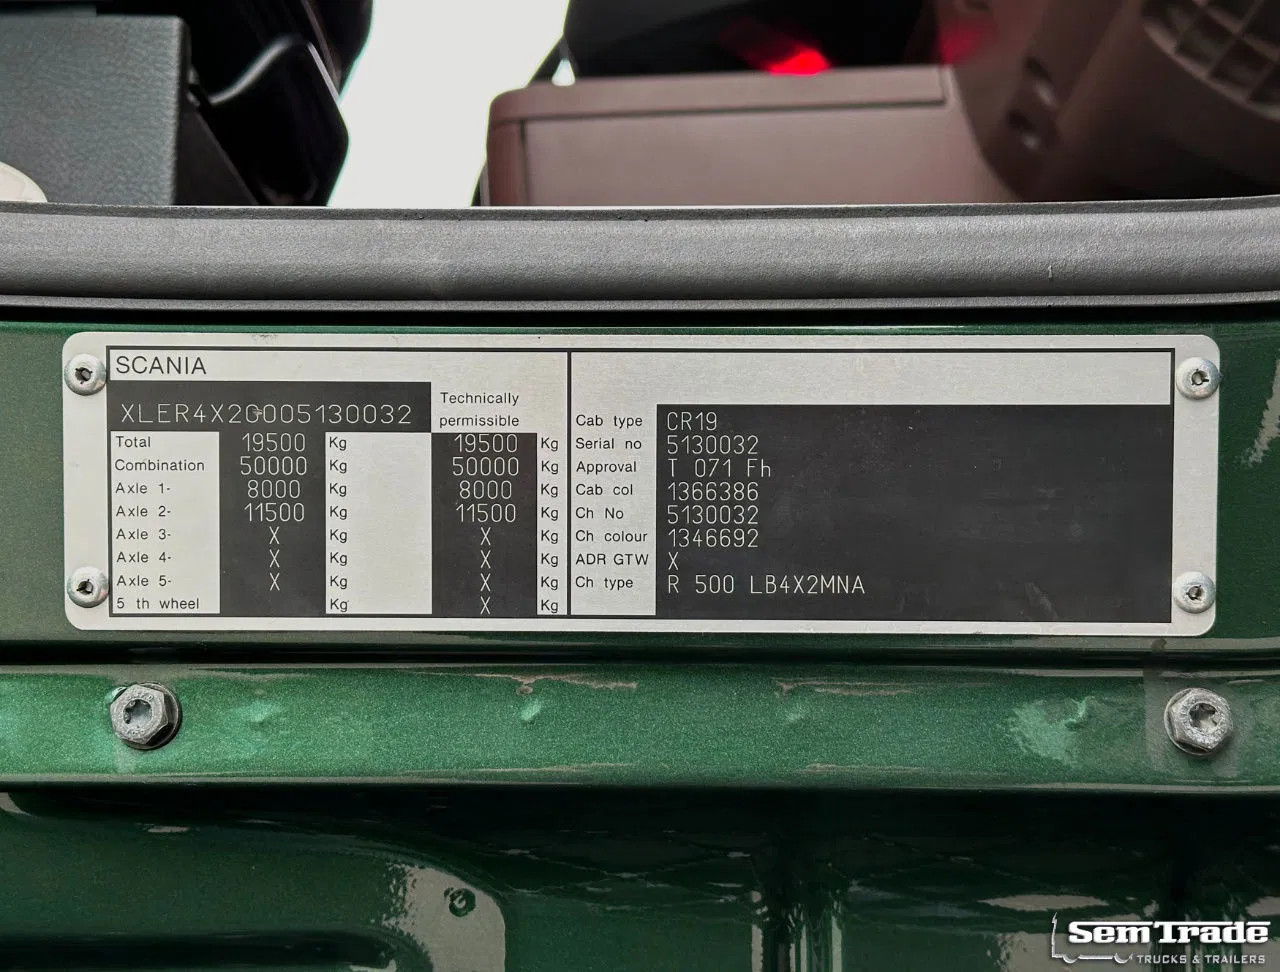 SCANIA
XLER4X20005130032
Technically
permissible
Total 19500 Kg 19500 Kg
Combination 50000 Kg 50000 Kg
Axle 1- 8000 Kg 8000 Kg
Axle 2- 11500 Kg 11500 Kg
Axle 3- X Kg X Kg
Axle 4- X Kg X Kg
Axle 5- X Kg X Kg
5 th wheel Kg X Kg
Cab type CR19
Serial no 5130032
Approval T 071 Fh
Cab col 1366386
Ch No 5130032
Ch colour 1346692
ADR GTW X
Ch type R 500 LB4X2MNA
SemTrade
TRUCKS & TRAILERS